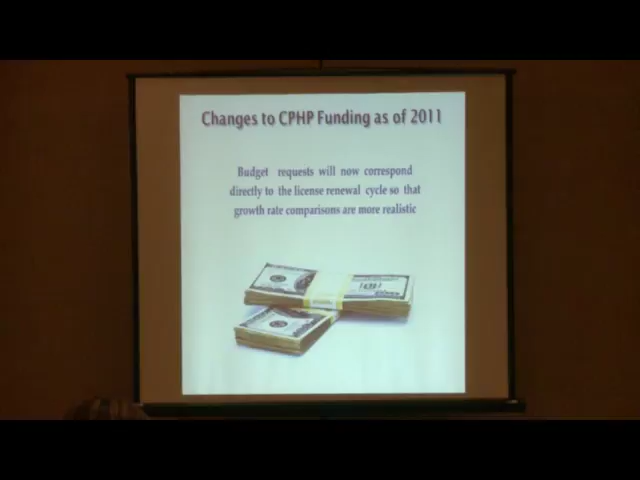 Changes to CPHP Funding as of 2011
Budget requests will now correspond
directly to the license renewal cycle so that
growth rate comparisons are more realistic